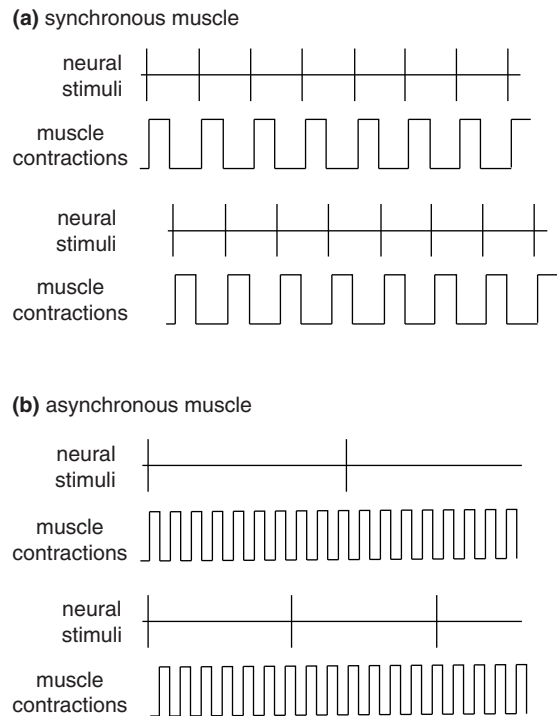 (a) synchronous muscle
neural
stimuli
muscle
contractions
neural
stimuli
muscle
contractions
(b) asynchronous muscle
neural
stimuli
muscle
contractions
neural
stimuli
muscle
contractions